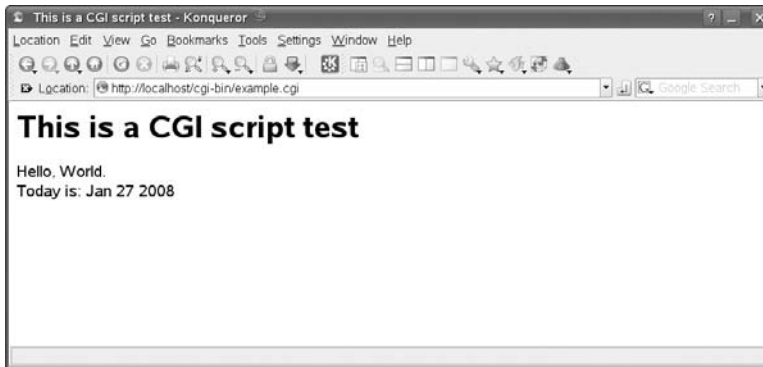 This is a CGI script test - Konqueror
Location Edit View Go Bookmarks Tools Settings Window Help
Location: http://localhost/cgi-bin/example.cgi Google Search
This is a CGI script test
Hello, World.
Today is: Jan 27 2008